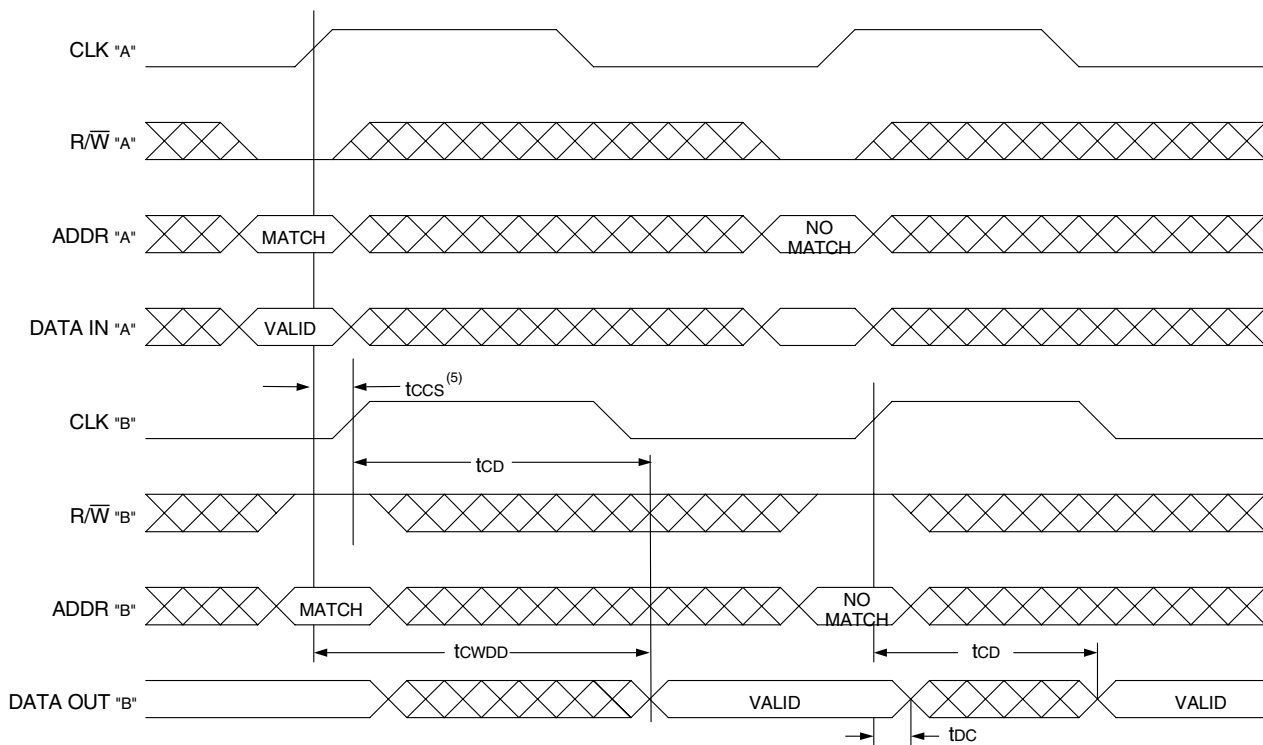 CLK "A"
R/W̅ "A"
ADDR "A"
MATCH
NO
MATCH
DATA IN "A"
VALID
tCCS(5)
CLK "B"
tCD
R/W̅ "B"
ADDR "B"
MATCH
NO
MATCH
tCWDD
tCD
DATA OUT "B"
VALID
VALID
tDC